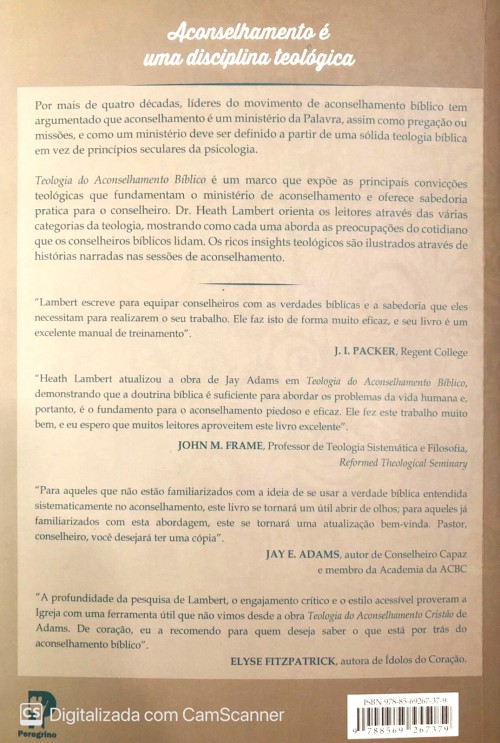 Aconselhamento é
uma disciplina teológica
Por mais de quatro décadas, líderes do movimento de aconselhamento bíblico tem
argumentado que aconselhamento é um ministério da Palavra, assim como pregação ou
missões, e como um ministério deve ser definido a partir de uma sólida teologia bíblica
em vez de princípios seculares da psicologia.
Teologia do Aconselhamento Bíblico é um marco que expõe as principais convicções
teológicas que fundamentam o ministério de aconselhamento e oferece sabedoria
pratica para o conselheiro. Dr. Heath Lambert orienta os leitores através das várias
categorias da teologia, mostrando como cada uma aborda as preocupações do cotidiano
que os conselheiros bíblicos lidam. Os ricos insights teológicos são ilustrados através de
histórias narradas nas sessões de aconselhamento.
“Lambert escreve para equipar conselheiros com as verdades bíblicas e a sabedoria que eles
necessitam para realizarem o seu trabalho. Ele faz isto de forma muito eficaz, e seu livro é um
excelente manual de treinamento”.
J. I. PACKER, Regent College
“Heath Lambert atualizou a obra de Jay Adams em Teologia do Aconselhamento Bíblico,
demonstrando que a doutrina bíblica é suficiente para abordar os problemas da vida humana e,
portanto, é o fundamento para o aconselhamento piedoso e eficaz. Ele fez este trabalho muito
bem, e eu espero que muitos leitores aproveitem este livro excelente”.
JOHN M. FRAME, Professor de Teologia Sistemática e Filosofia,
Reformed Theological Seminary
“Para aqueles que não estão familiarizados com a ideia de se usar a verdade bíblica entendida
sistematicamente no aconselhamento, este livro se tornará um útil abrir de olhos; para aqueles já
familiarizados com esta abordagem, este se tornará uma atualização bem-vinda. Pastor,
conselheiro, você desejará ter uma cópia”.
JAY E. ADAMS, autor de Conselheiro Capaz
e membro da Academia da ACBC
“A profundidade da pesquisa de Lambert, o engajamento crítico e o estilo acessível proveram a
Igreja com uma ferramenta útil que não vimos desde a obra Teologia do Aconselhamento Cristão de
Adams. De coração, eu a recomendo para quem deseja saber o que está por trás do
aconselhamento bíblico”.
ELYSE FITZPATRICK, autora de Ídolos do Coração.
ISBN 978-85-69267-37-9
9 788569 267379
CS Digitalizada com CamScanner
Peregrino